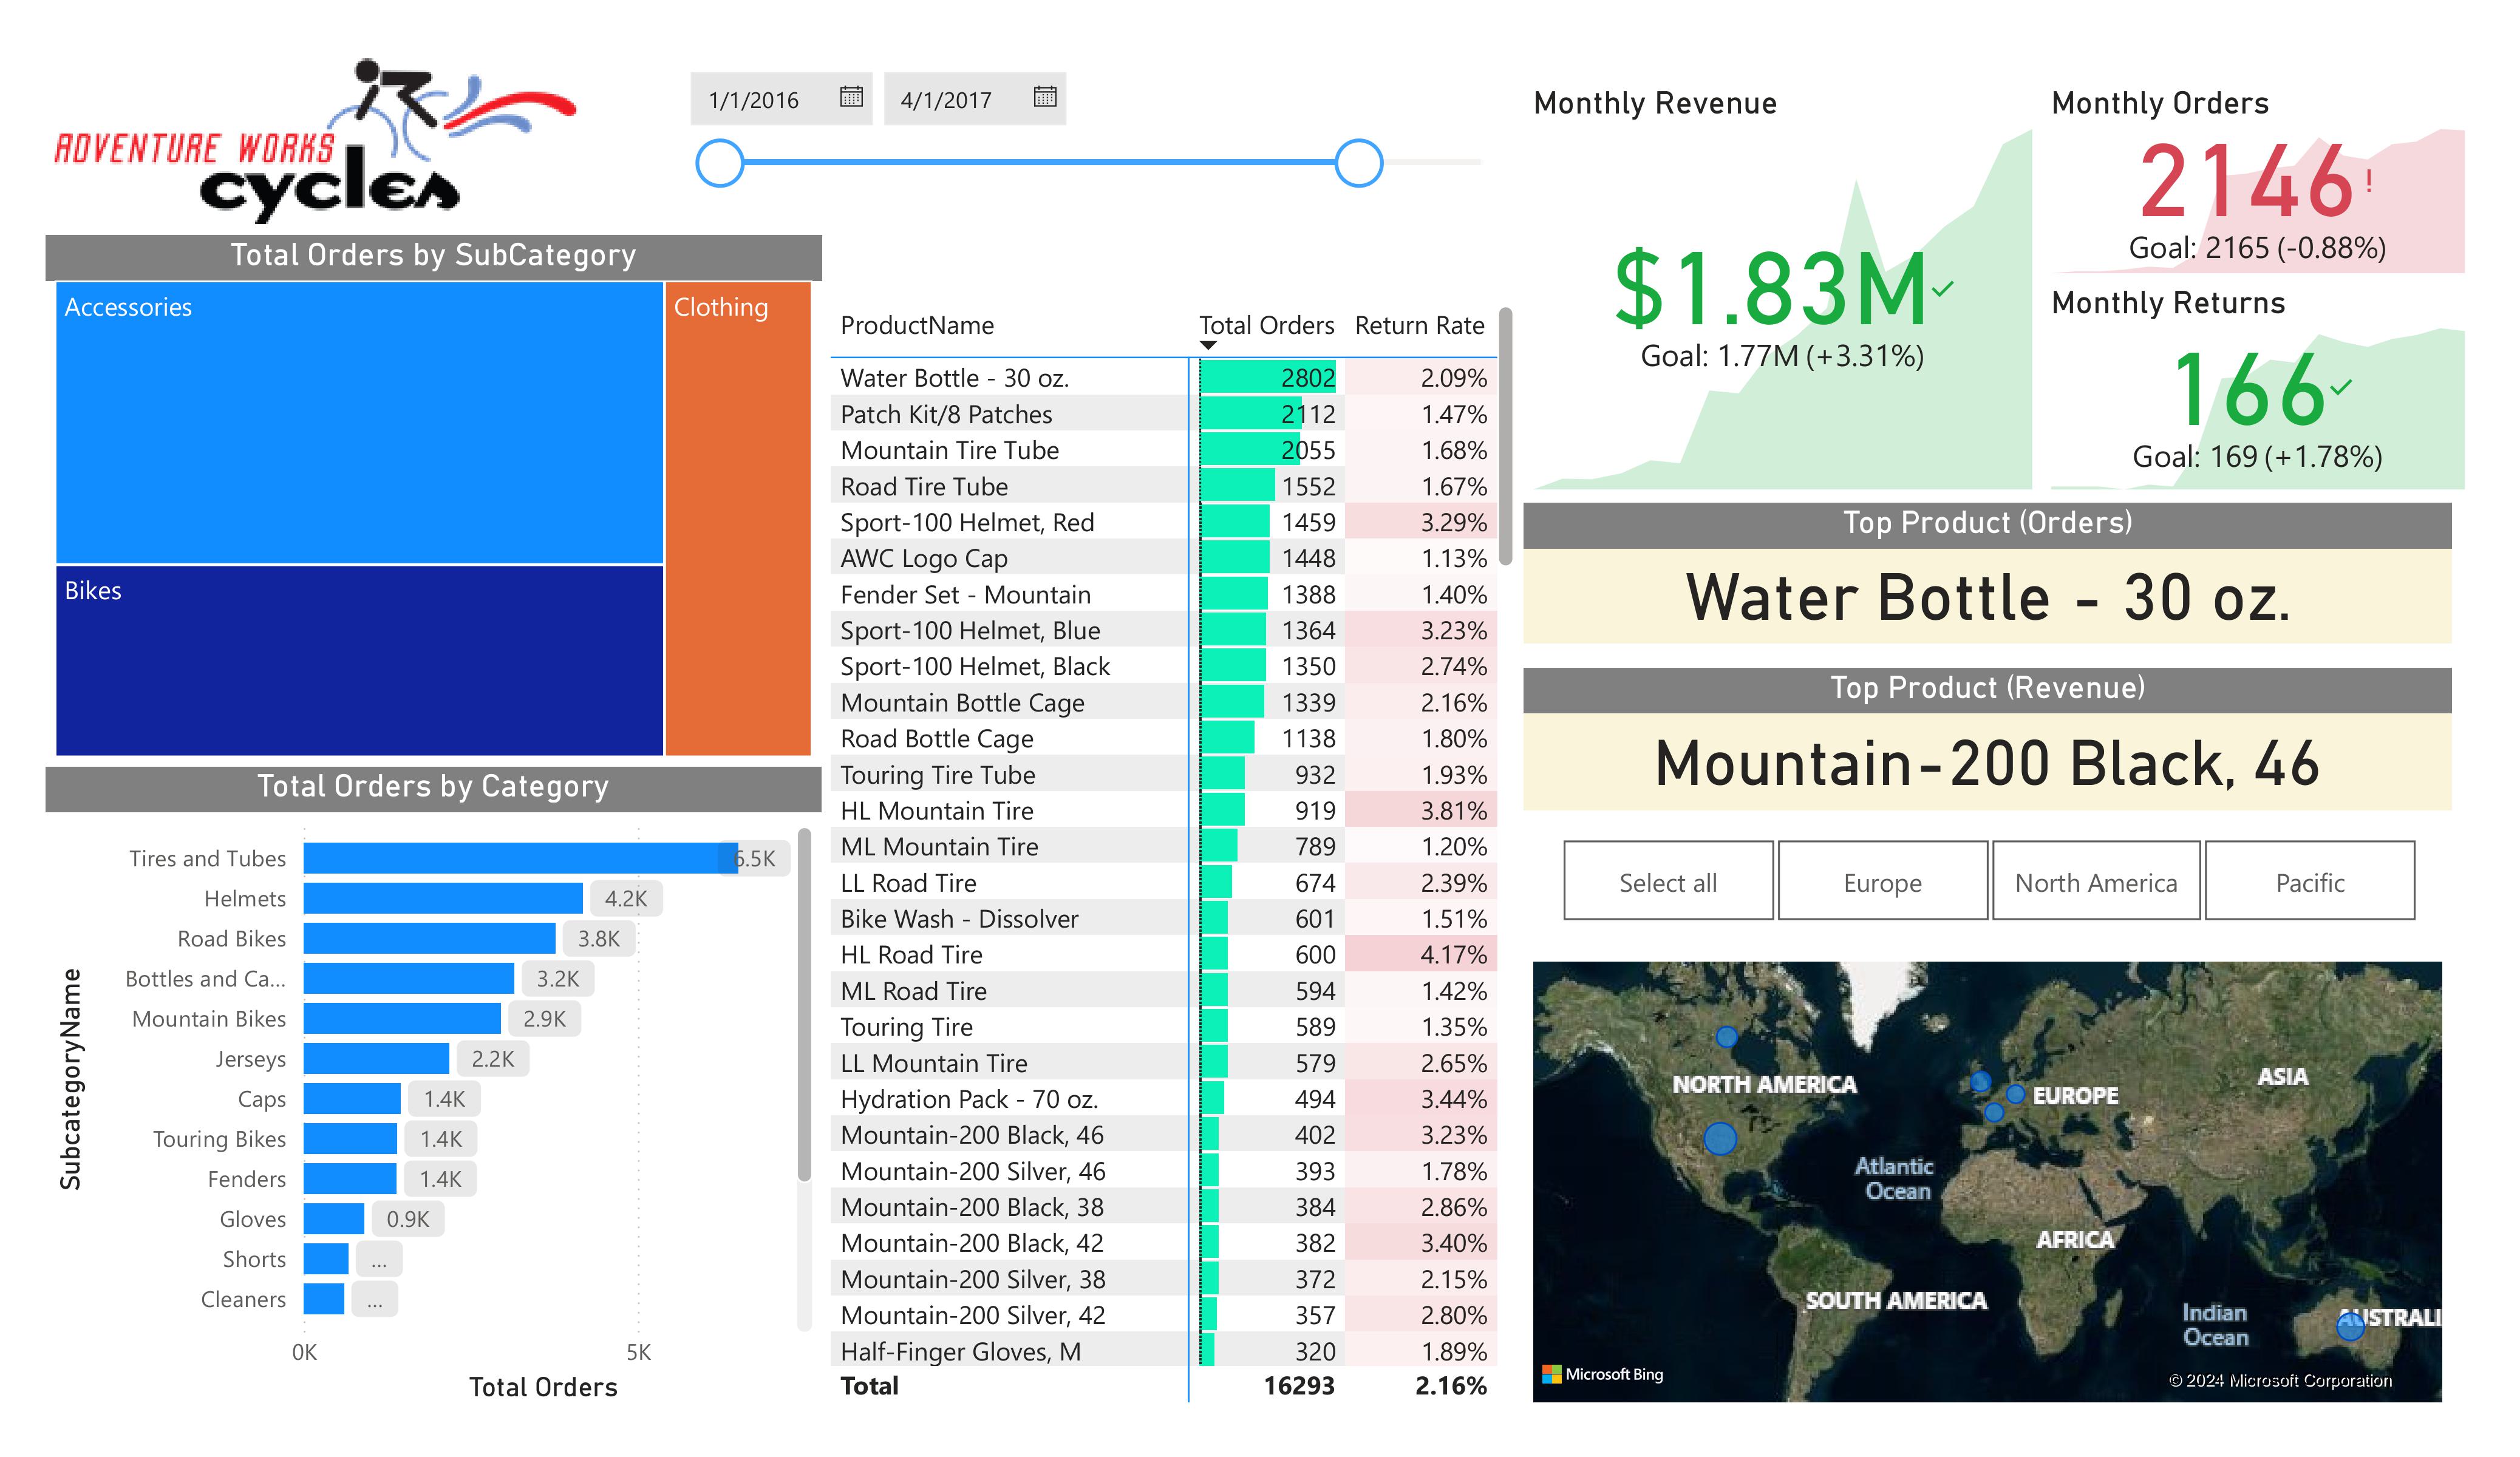 ADVENTURE WORKS
cycles
1/1/2016
4/1/2017
Monthly Revenue
$1.83M
Goal: 1.77M (+3.31%)
Monthly Orders
2146!
Goal: 2165 (-0.88%)
Monthly Returns
166
Goal: 169 (+1.78%)
Total Orders by SubCategory
Accessories
Clothing
Bikes
Total Orders by Category
SubcategoryName
Tires and Tubes 6.5K
Helmets 4.2K
Road Bikes 3.8K
Bottles and Ca... 3.2K
Mountain Bikes 2.9K
Jerseys 2.2K
Caps 1.4K
Touring Bikes 1.4K
Fenders 1.4K
Gloves 0.9K
Shorts ...
Cleaners ...
0K 5K
Total Orders
ProductName Total Orders Return Rate
Water Bottle - 30 oz. 2802 2.09%
Patch Kit/8 Patches 2112 1.47%
Mountain Tire Tube 2055 1.68%
Road Tire Tube 1552 1.67%
Sport-100 Helmet, Red 1459 3.29%
AWC Logo Cap 1448 1.13%
Fender Set - Mountain 1388 1.40%
Sport-100 Helmet, Blue 1364 3.23%
Sport-100 Helmet, Black 1350 2.74%
Mountain Bottle Cage 1339 2.16%
Road Bottle Cage 1138 1.80%
Touring Tire Tube 932 1.93%
HL Mountain Tire 919 3.81%
ML Mountain Tire 789 1.20%
LL Road Tire 674 2.39%
Bike Wash - Dissolver 601 1.51%
HL Road Tire 600 4.17%
ML Road Tire 594 1.42%
Touring Tire 589 1.35%
LL Mountain Tire 579 2.65%
Hydration Pack - 70 oz. 494 3.44%
Mountain-200 Black, 46 402 3.23%
Mountain-200 Silver, 46 393 1.78%
Mountain-200 Black, 38 384 2.86%
Mountain-200 Black, 42 382 3.40%
Mountain-200 Silver, 38 372 2.15%
Mountain-200 Silver, 42 357 2.80%
Half-Finger Gloves, M 320 1.89%
Total 16293 2.16%
Top Product (Orders)
Water Bottle - 30 oz.
Top Product (Revenue)
Mountain-200 Black, 46
Select all
Europe
North America
Pacific
NORTH AMERICA
EUROPE
ASIA
Atlantic
Ocean
AFRICA
SOUTH AMERICA
Indian
Ocean
AUSTRALI
Microsoft Bing
© 2024 Microsoft Corporation